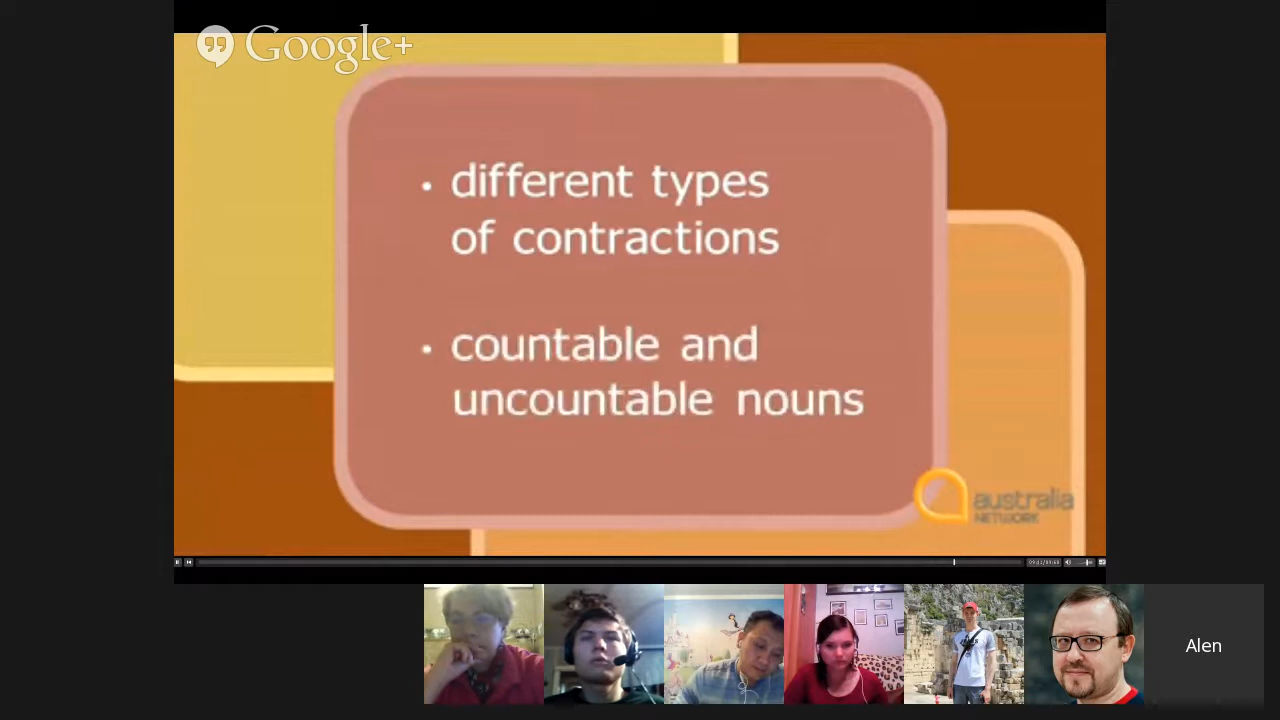 Google+
• different types
of contractions
• countable and
uncountable nouns
australia
NETWORK
Alen